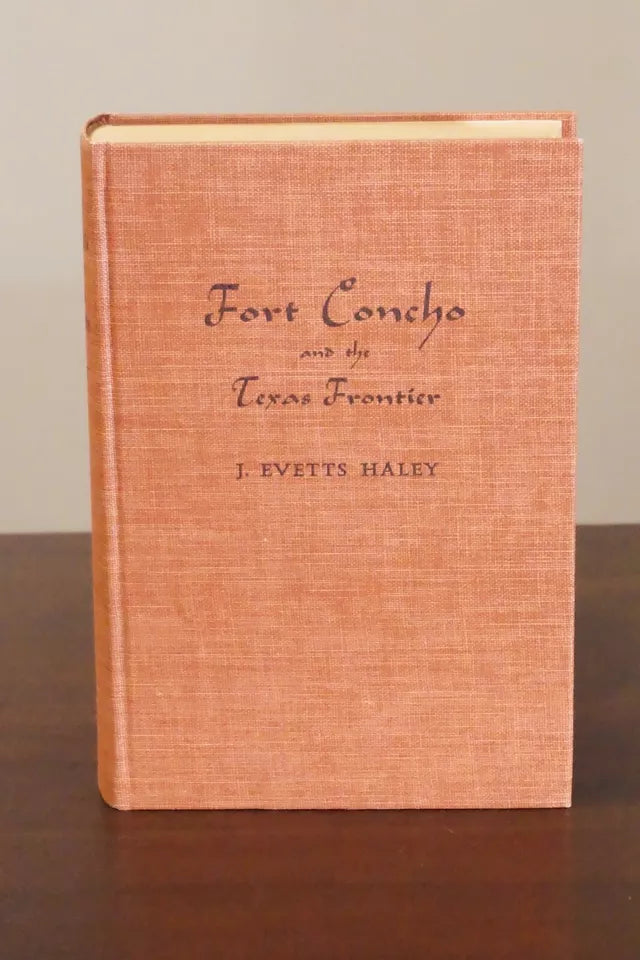 Fort Concho
and the
Texas Frontier
J. EVETTS HALEY